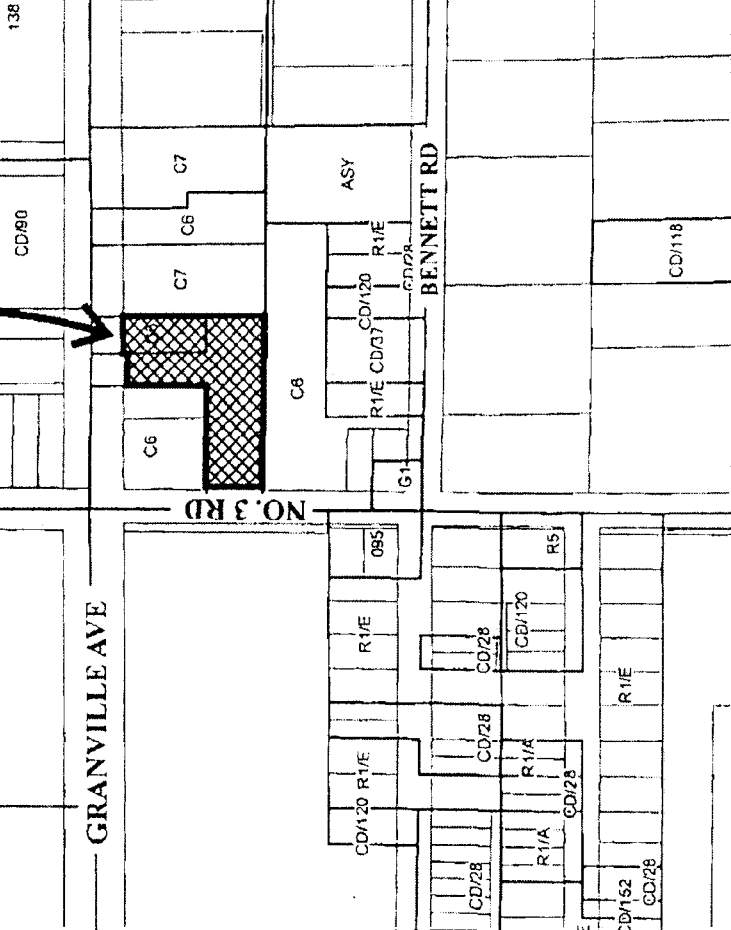 138
CD/90
GRANVILLE AVE
C6
C7
C6
C7
NO. 3 RD
C6
ASY
CD/120
R1/E
R1/E
095
R1/E
CD/37
CD/120
R1/E
G1
CD/28
BENNETT RD
CD/28
CD/28
CD/28
R1/A
R1/A
CD/120
R5
CD/28
CD/152
CD/28
R1/E
CD/118